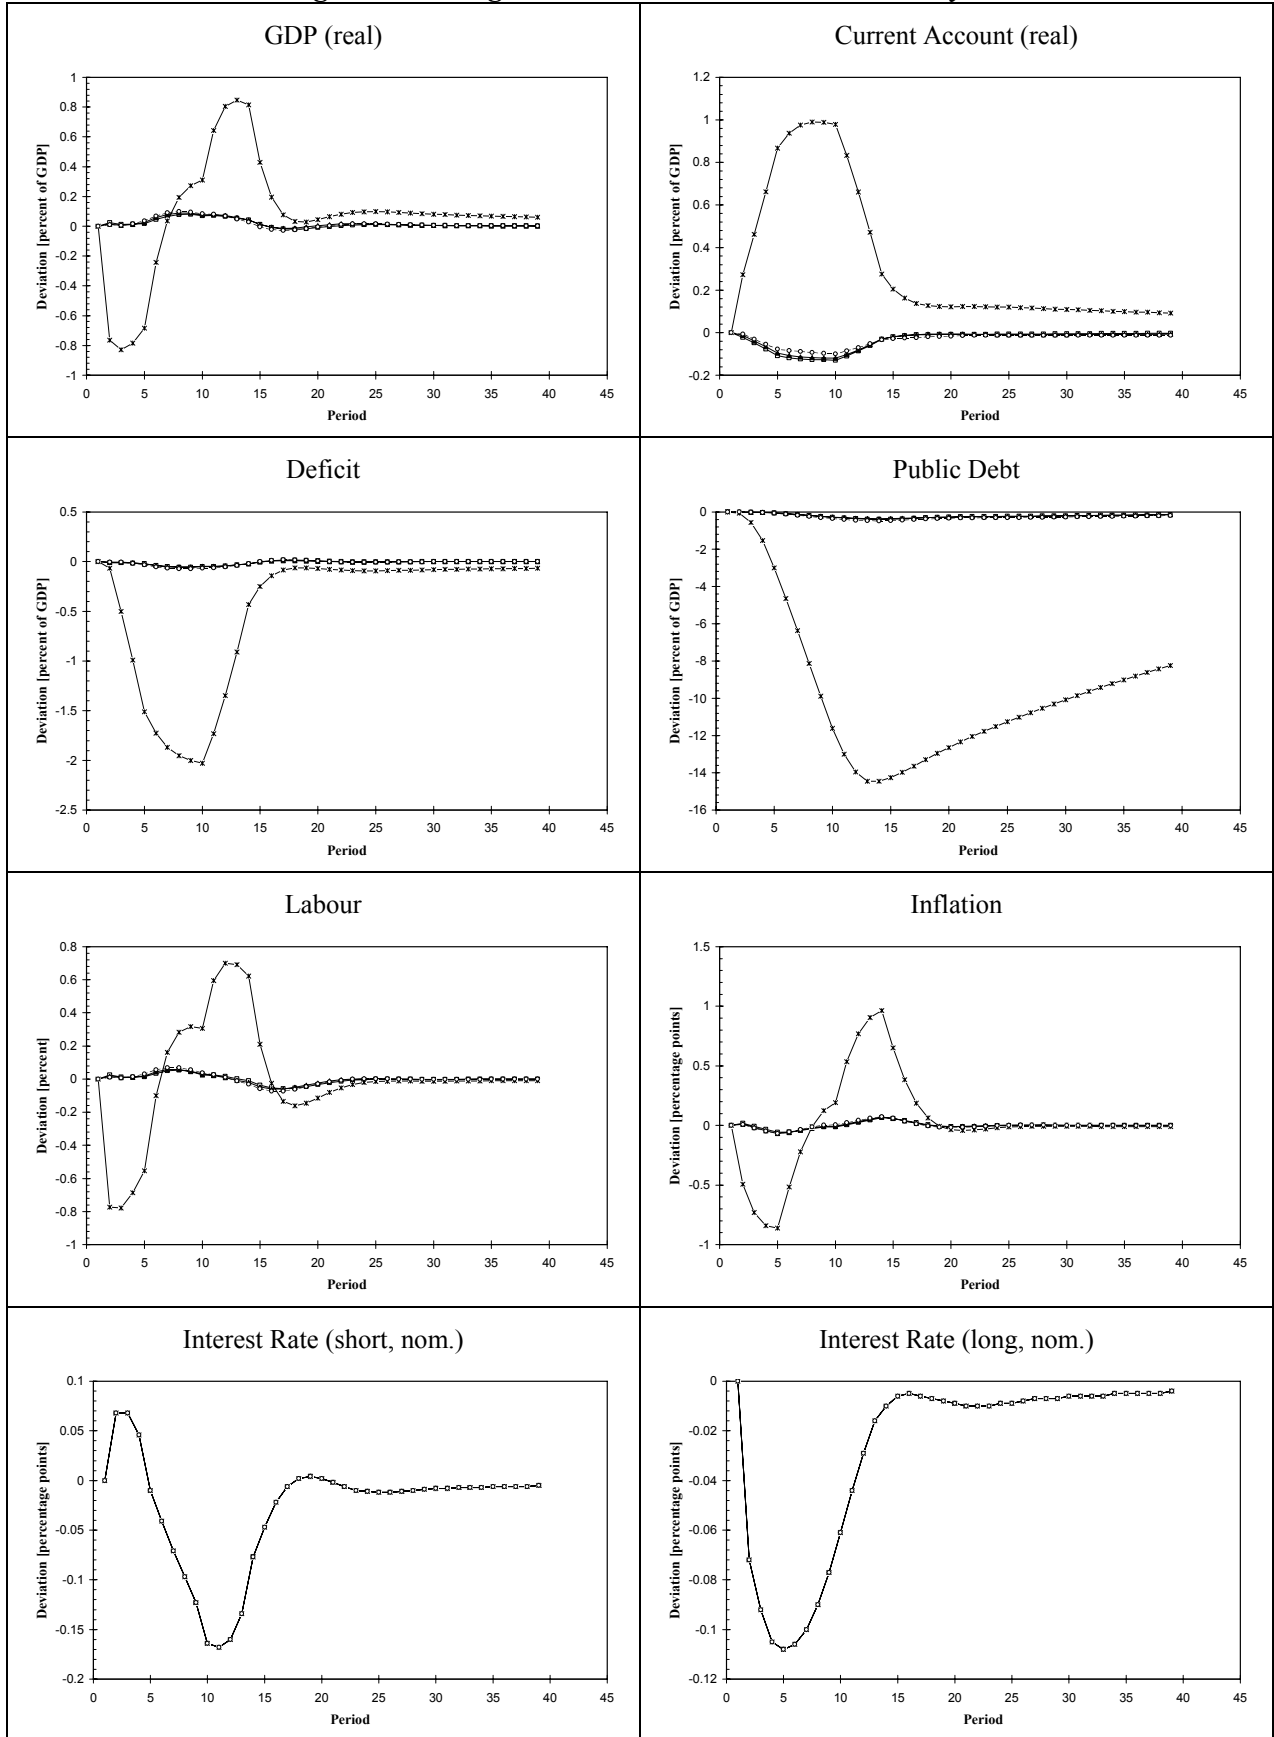 GDP (real)
Deviation [percent of GDP]
1
0.8
0.6
0.4
0.2
0
-0.2
-0.4
-0.6
-0.8
-1
0 5 10 15 20 25 30 35 40 45
Period
Current Account (real)
Deviation [percent of GDP]
1.2
1
0.8
0.6
0.4
0.2
0
-0.2
0 5 10 15 20 25 30 35 40 45
Period
Deficit
Deviation [percent of GDP]
0.5
0
-0.5
-1
-1.5
-2
-2.5
0 5 10 15 20 25 30 35 40 45
Period
Public Debt
Deviation [percent of GDP]
0
-2
-4
-6
-8
-10
-12
-14
-16
0 5 10 15 20 25 30 35 40 45
Period
Labour
Deviation [percent]
0.8
0.6
0.4
0.2
0
-0.2
-0.4
-0.6
-0.8
-1
0 5 10 15 20 25 30 35 40 45
Period
Inflation
Deviation [percentage points]
1.5
1
0.5
0
-0.5
-1
0 5 10 15 20 25 30 35 40 45
Period
Interest Rate (short, nom.)
Deviation [percentage points]
0.1
0.05
0
-0.05
-0.1
-0.15
-0.2
0 5 10 15 20 25 30 35 40 45
Period
Interest Rate (long, nom.)
Deviation [percentage points]
0
-0.02
-0.04
-0.06
-0.08
-0.1
-0.12
0 5 10 15 20 25 30 35 40 45
Period